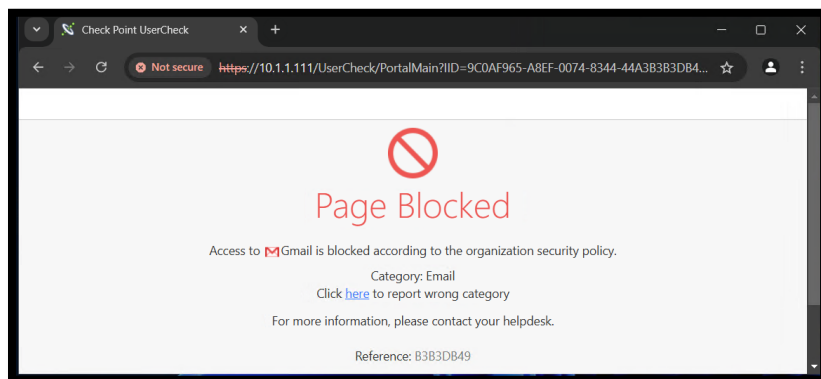 Check Point UserCheck
Not secure https://10.1.1.111/UserCheck/PortalMain?IID=9C0AF965-A8EF-0074-8344-44A3B3B3DB4...
Page Blocked
Access to Gmail is blocked according to the organization security policy.
Category: Email
Click here to report wrong category
For more information, please contact your helpdesk.
Reference: B3B3DB49